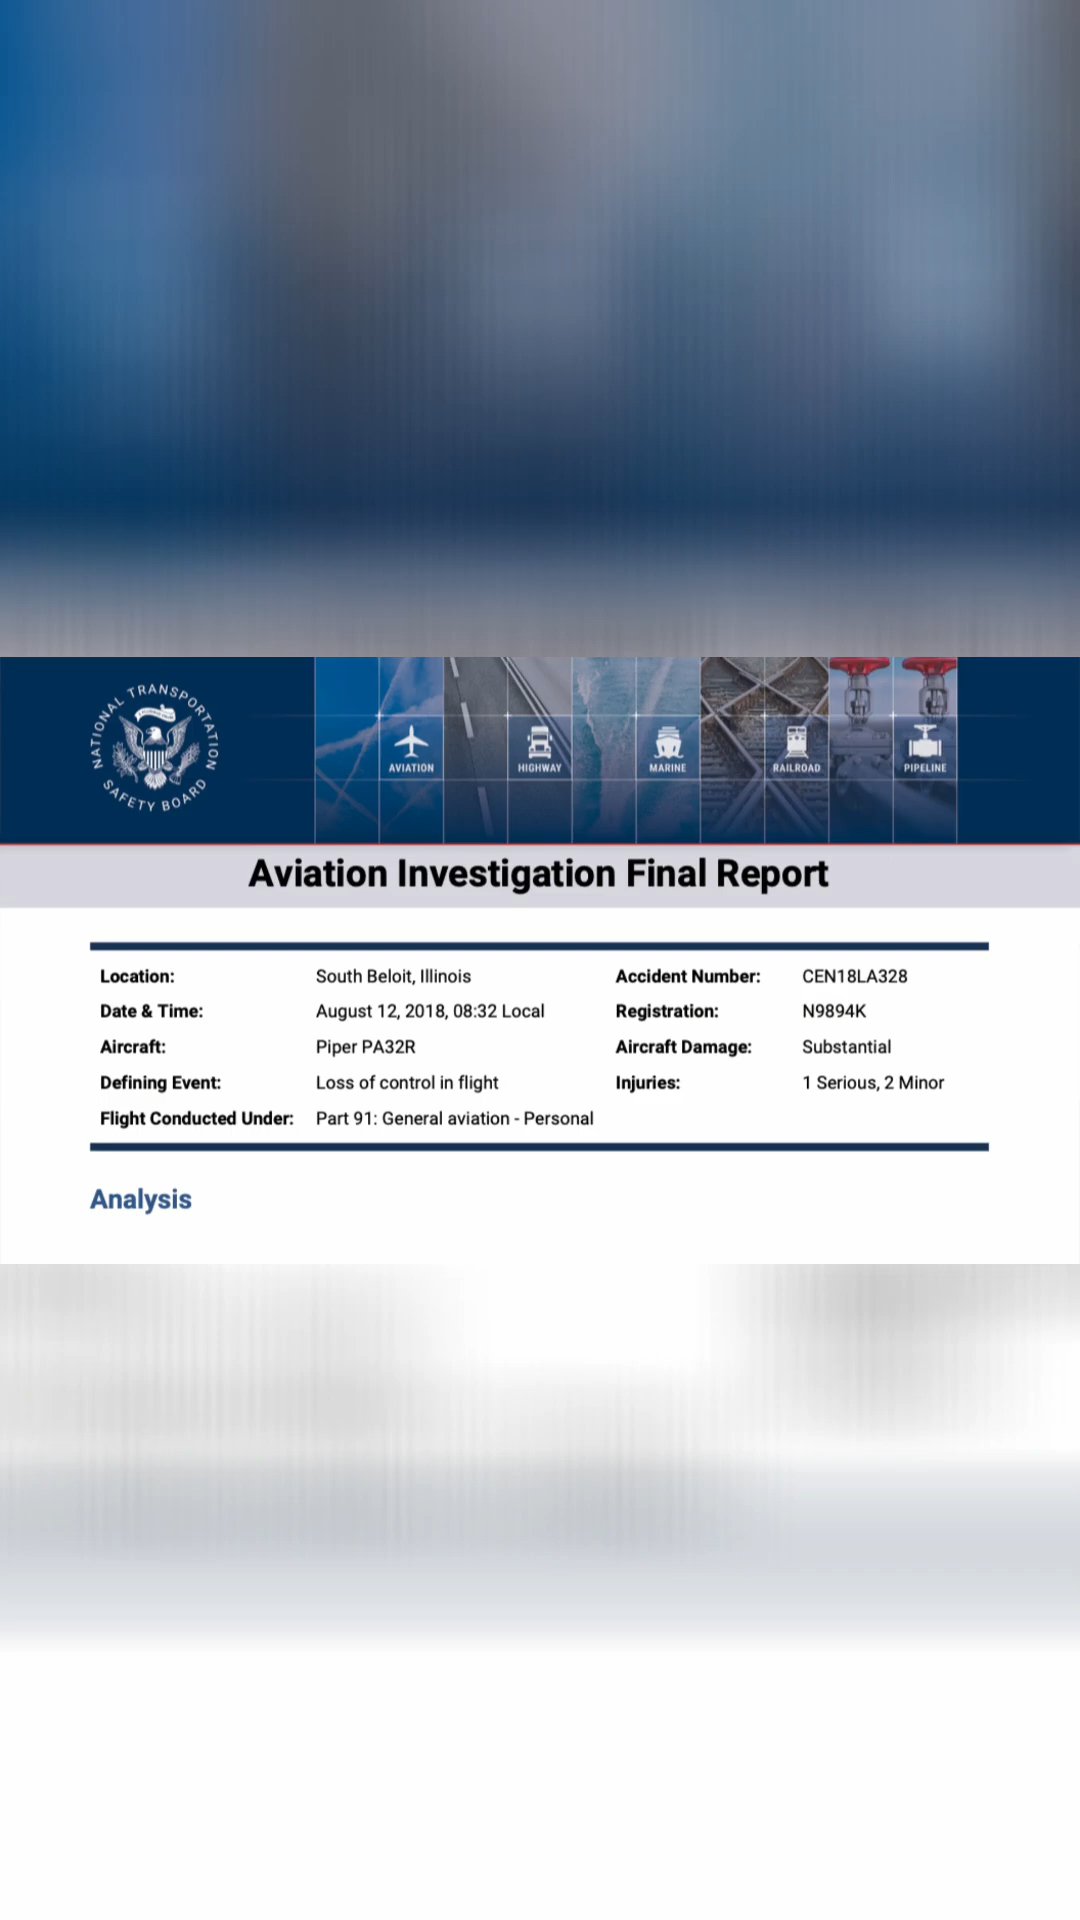 NATIONAL TRANSPORTATION SAFETY BOARD
AVIATION
HIGHWAY
MARINE
RAILROAD
PIPELINE
Aviation Investigation Final Report
Location: South Beloit, Illinois Accident Number: CEN18LA328
Date & Time: August 12, 2018, 08:32 Local Registration: N9894K
Aircraft: Piper PA32R Aircraft Damage: Substantial
Defining Event: Loss of control in flight Injuries: 1 Serious, 2 Minor
Flight Conducted Under: Part 91: General aviation - Personal
Analysis